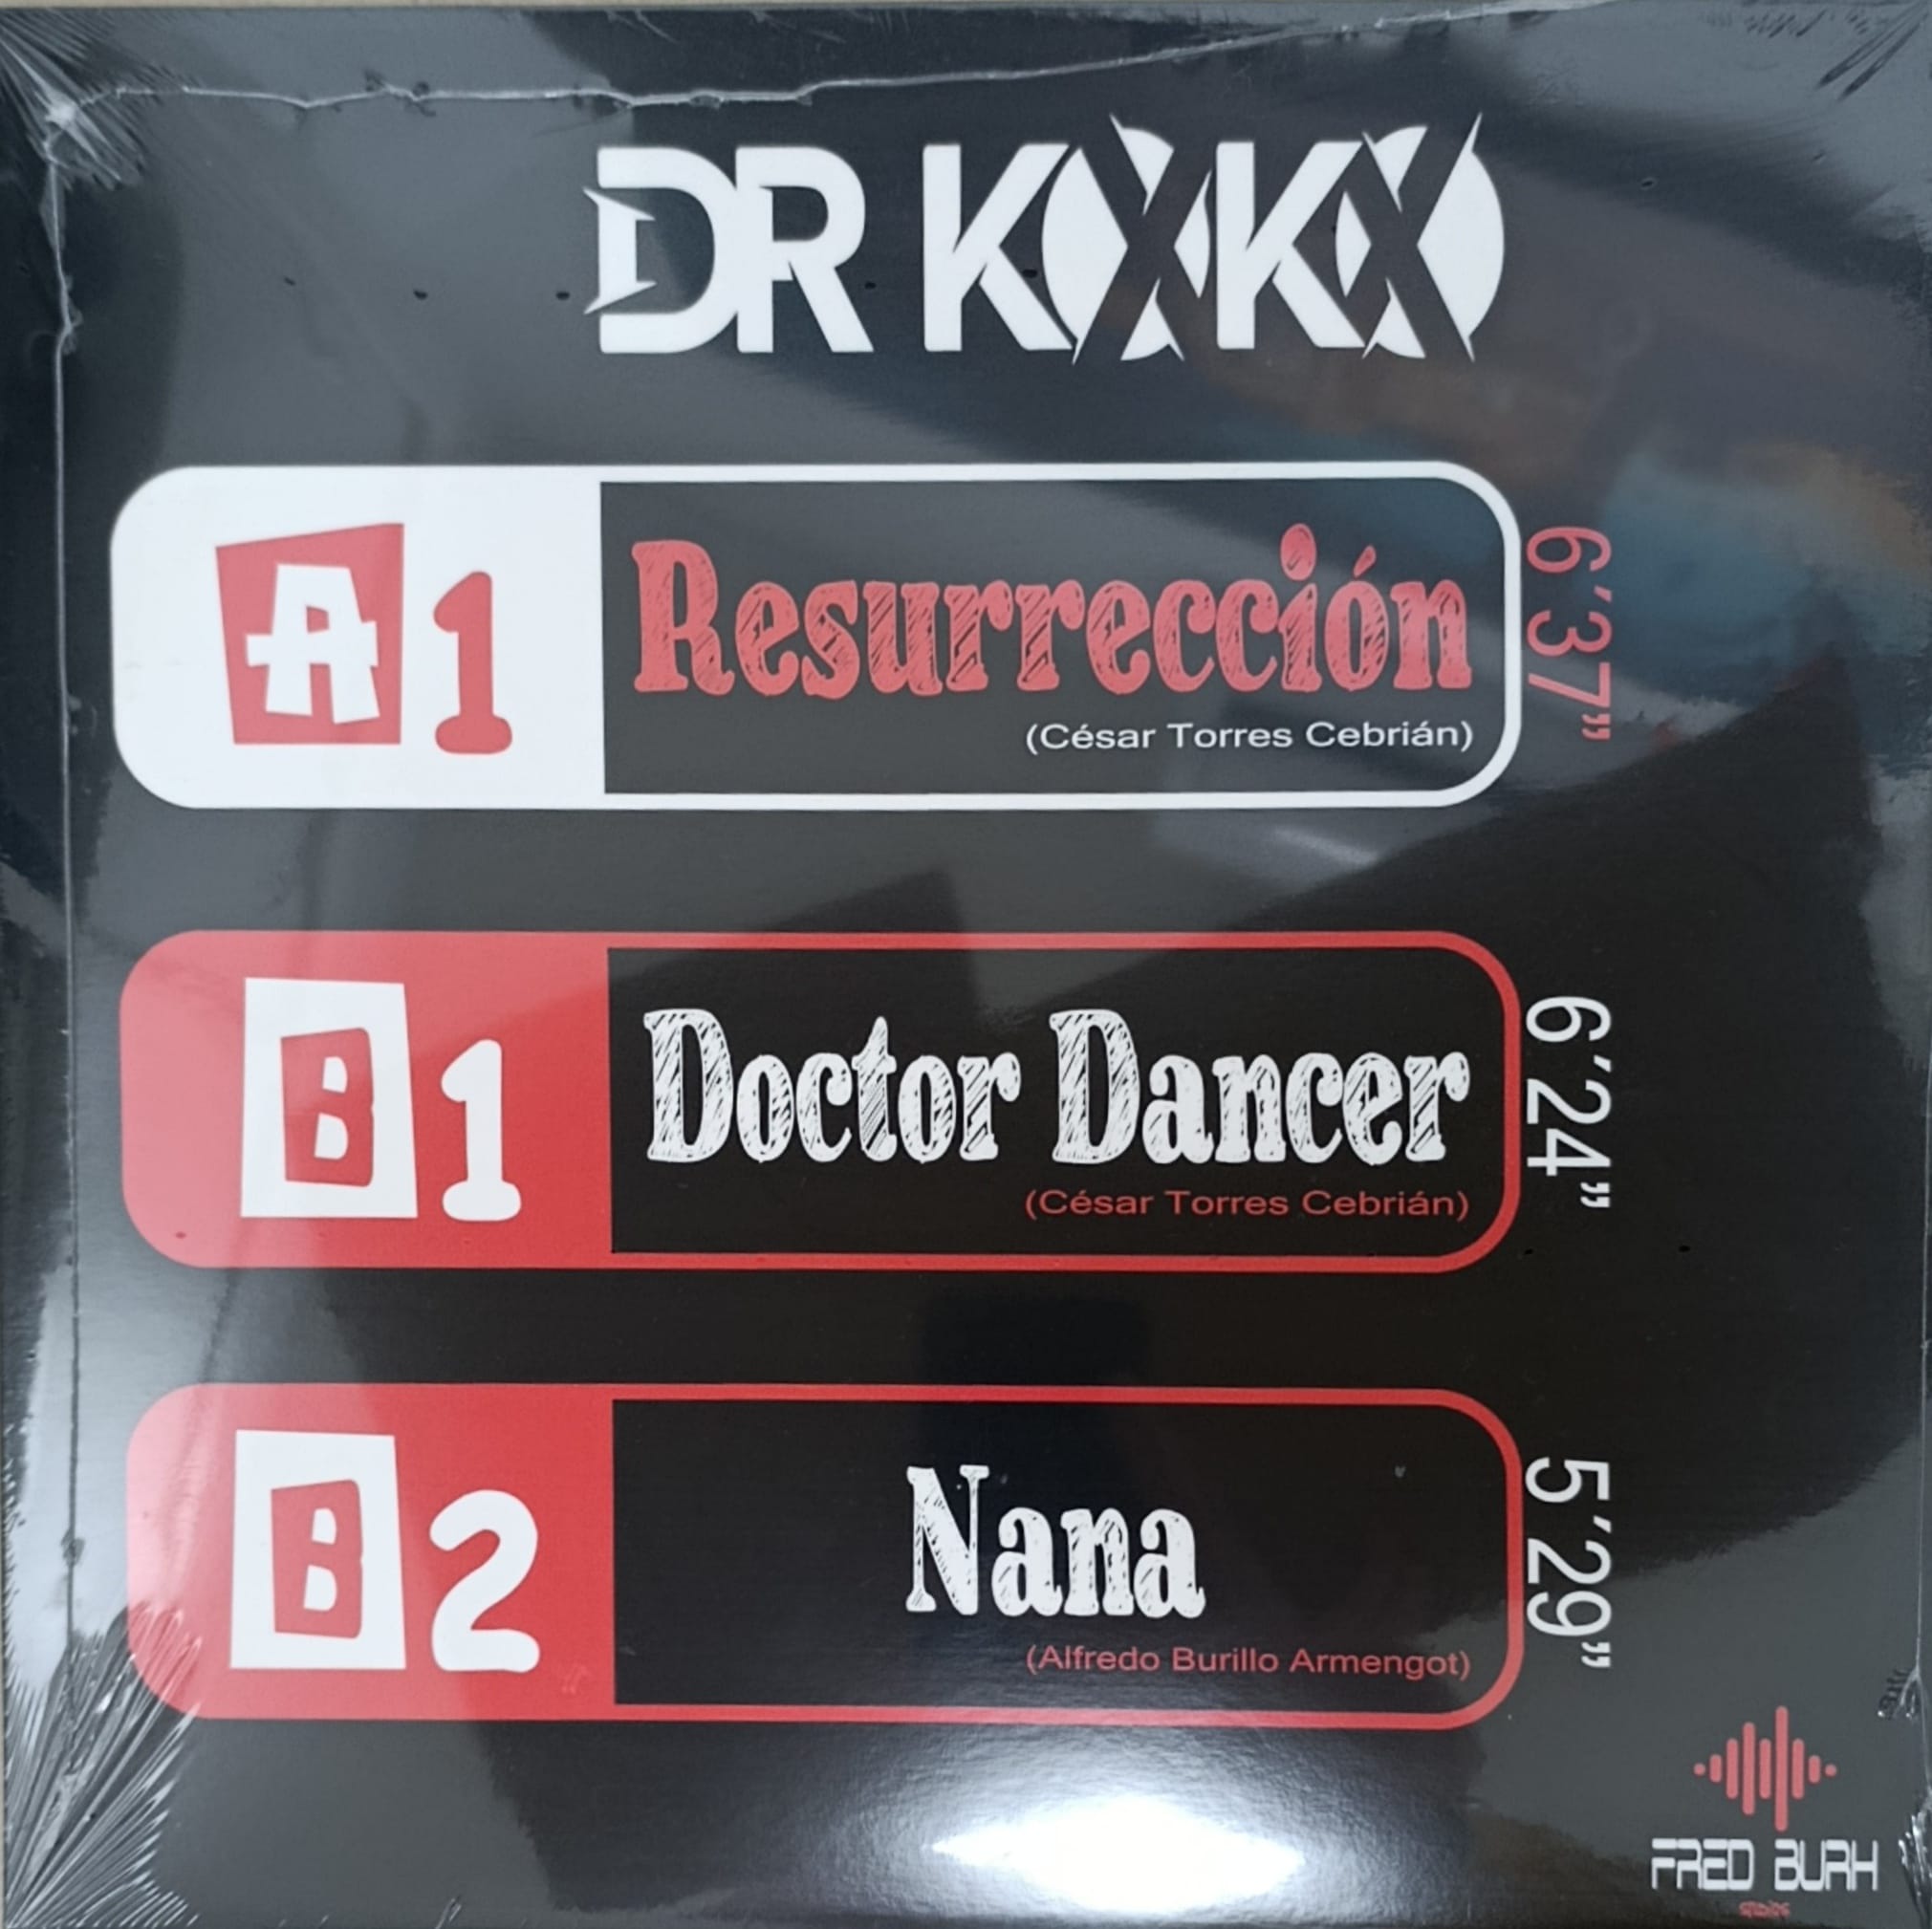 DR KOKO
A1
Resurrección
(César Torres Cebrián)
6´37”
B1
Doctor Dancer
(César Torres Cebrián)
6´24”
B2
Nana
(Alfredo Burillo Armengot)
5´29”
FRED BURH